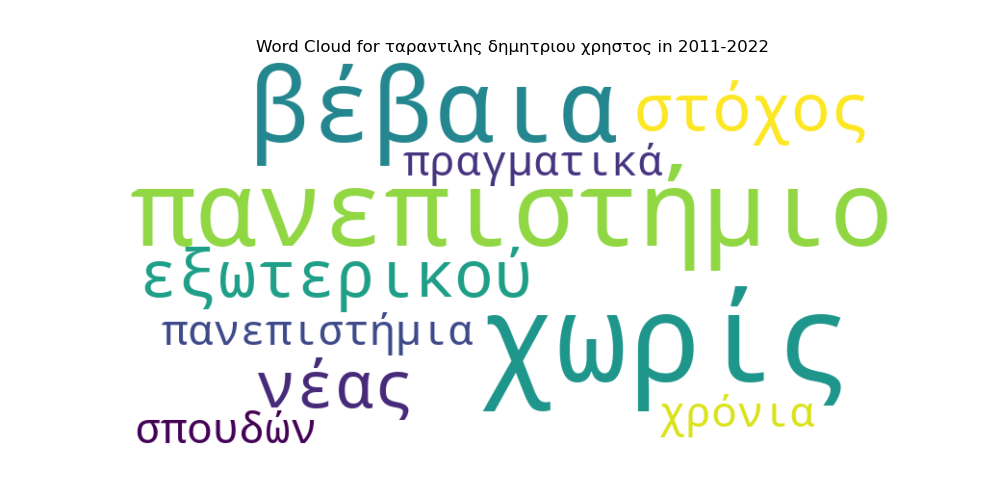 Word Cloud for ταραντιλης δημητριου χρηστος in 2011-2022
βέβαια
στόχος
πραγματικά
πανεπιστήμιο
εξωτερικού
πανεπιστήμια
χωρίς
νέας
χρόνια
σπουδών